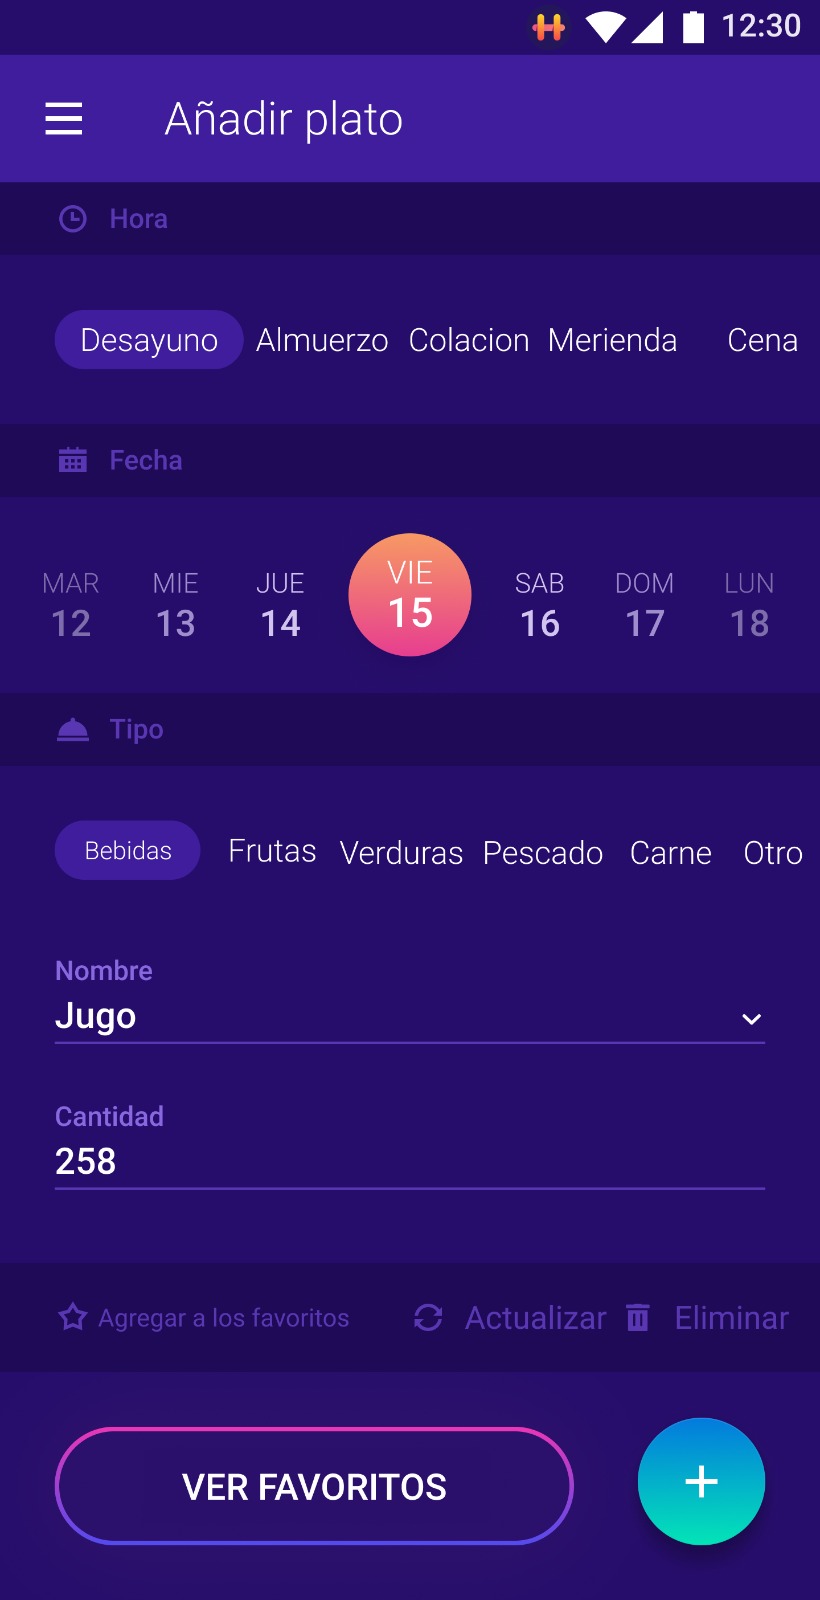 12:30
Añadir plato
Hora
Desayuno Almuerzo Colacion Merienda Cena
Fecha
MAR MIE JUE VIE SAB DOM LUN
12 13 14 15 16 17 18
Tipo
Bebidas Frutas Verduras Pescado Carne Otro
Nombre
Jugo
Cantidad
258
Agregar a los favoritos Actualizar Eliminar
VER FAVORITOS +